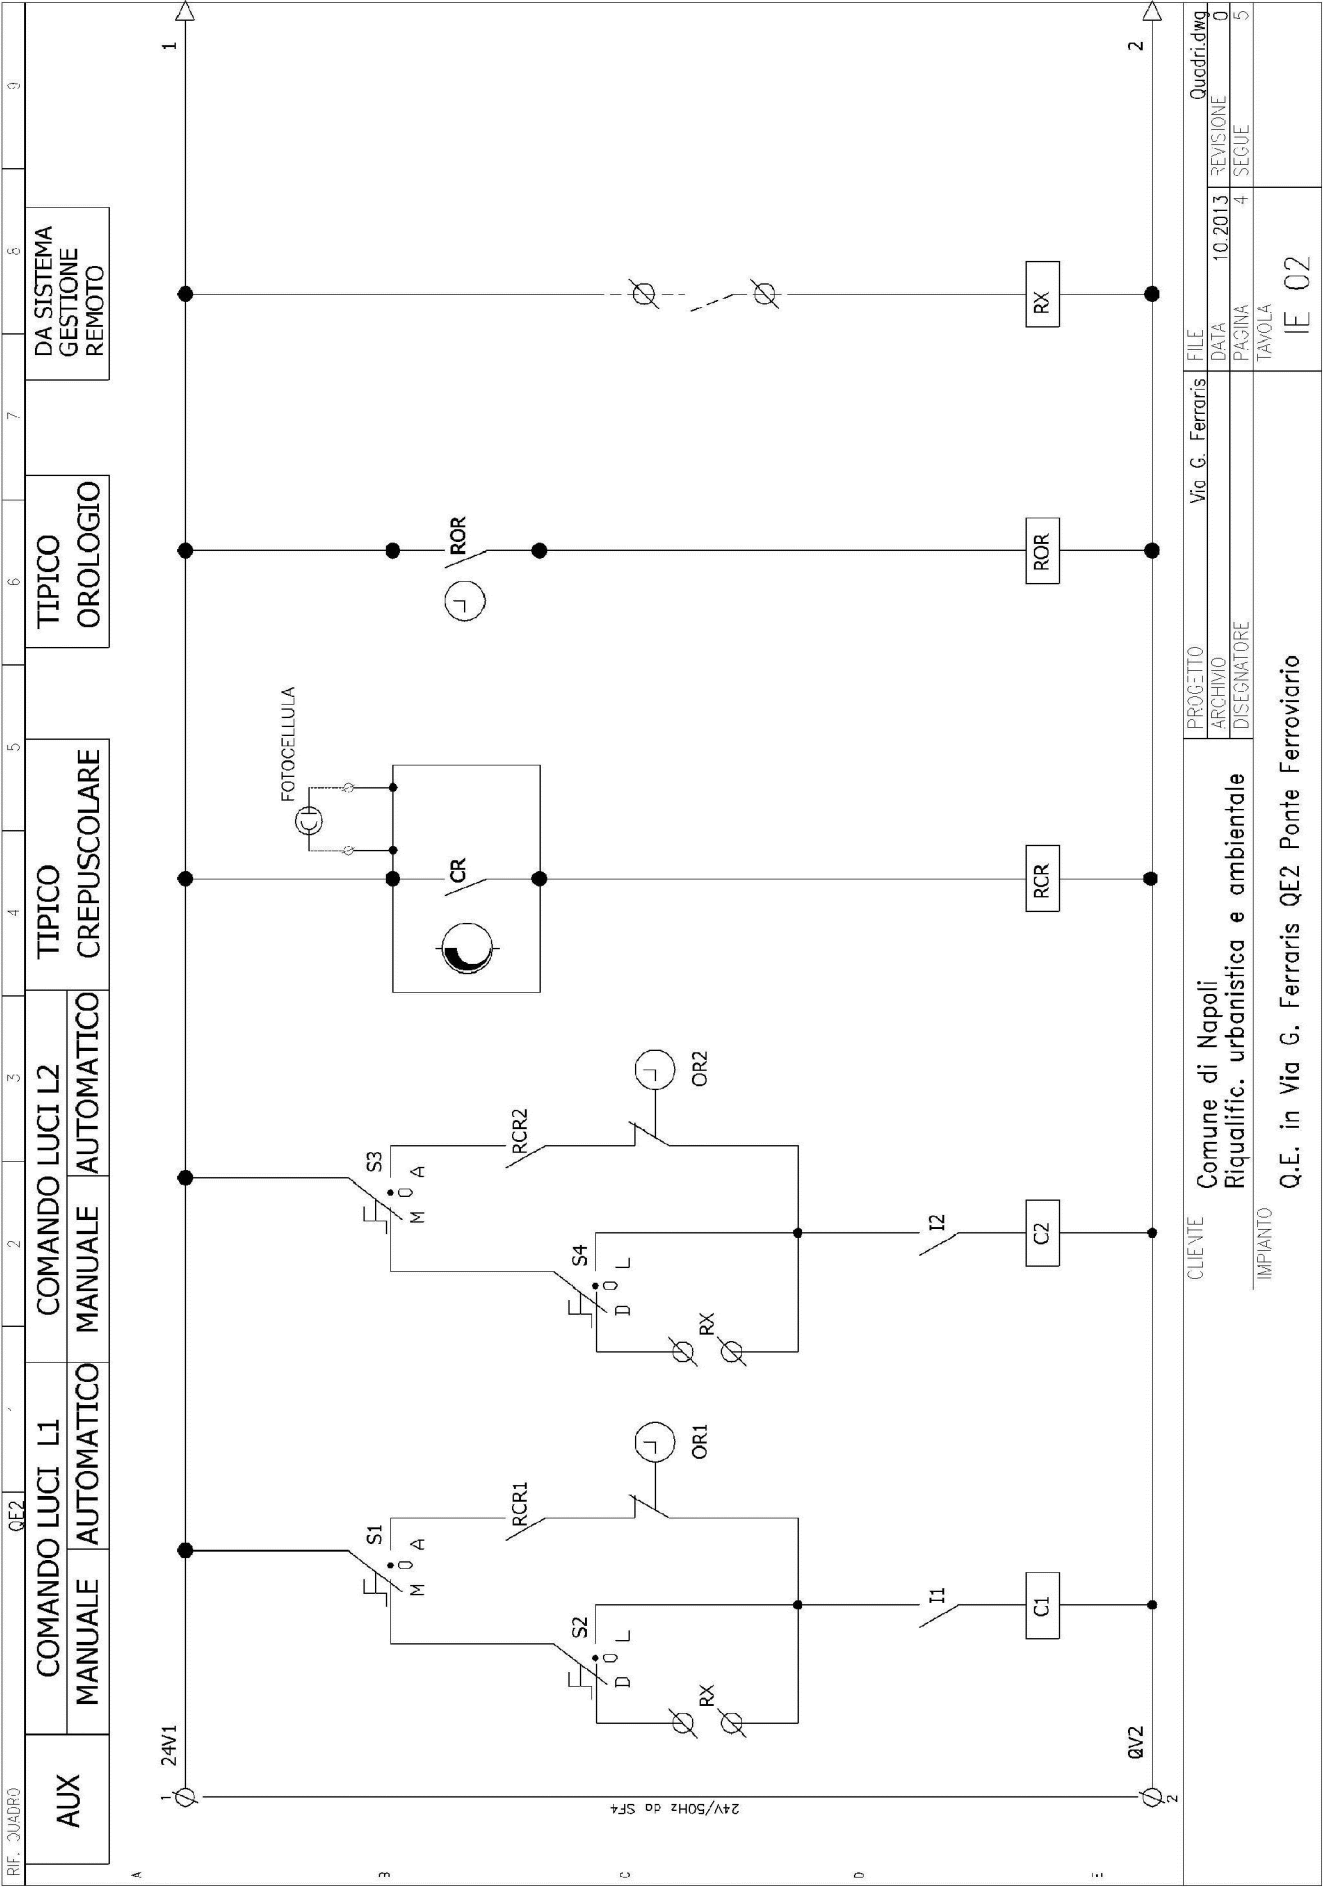 RIF. QUADRO
QE2
2
3
4
5
6
7
8
9
AUX
COMANDO LUCI L1
MANUALE
AUTOMATICO
COMANDO LUCI L2
MANUALE
AUTOMATICO
TIPICO
CREPUSCOLARE
TIPICO
OROLOGIO
DA SISTEMA
GESTIONE
REMOTO
A
B
C
D
E
1
24V1
1
24V/50Hz da SF4
2
QV2
2
S1
M
0
A
S2
D
0
L
RX
RCR1
OR1
I1
C1
S3
M
0
A
S4
D
0
L
RX
RCR2
OR2
I2
C2
FOTOCELLULA
CR
RCR
ROR
ROR
RX
CLIENTE
Comune di Napoli
Riqualific. urbanistica e ambientale
IMPIANTO
Q.E. in Via G. Ferraris QE2 Ponte Ferroviario
PROGETTO
Via G. Ferraris
ARCHIVIO
DISEGNATORE
FILE
Quadri.dwg
DATA
10.2013
REVISIONE
0
PAGINA
4
SEGUE
5
TAVOLA
IE 02